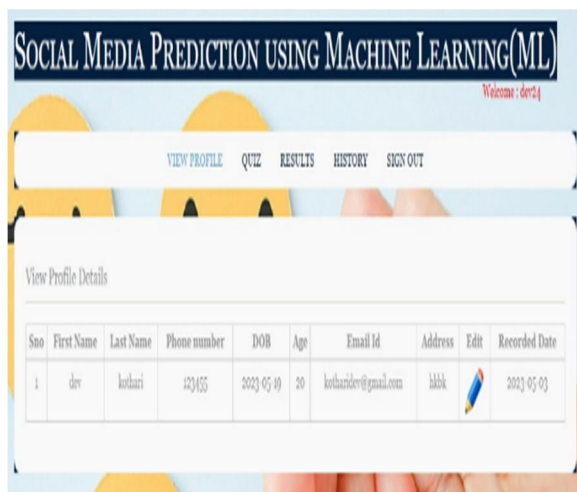 SOCIAL MEDIA PREDICTION USING MACHINE LEARNING(ML)
Welcome : dev24
VIEW PROFILE QUIZ RESULTS HISTORY SIGN OUT
View Profile Details
Sno First Name Last Name Phone number DOB Age Email Id Address Edit Recorded Date
1 dev kothari 123455 2023-05-19 20 kotharidev@gmail.com hkbk 2023-05-03